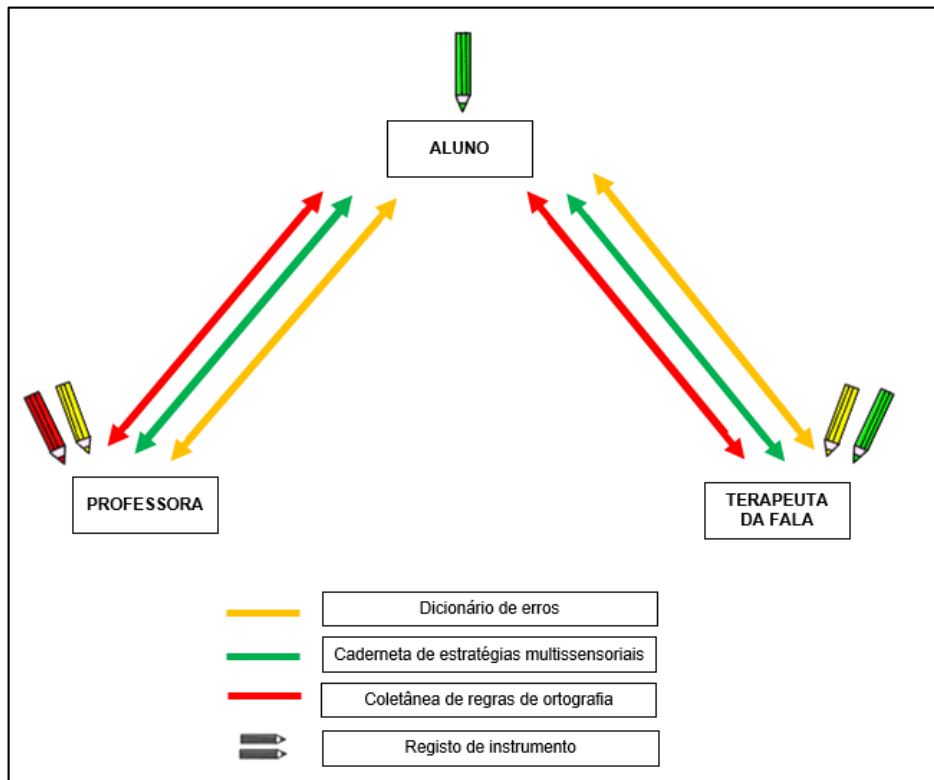 ALUNO
PROFESSORA
TERAPEUTA
DA FALA
Dicionário de erros
Caderneta de estratégias multissensoriais
Coletânea de regras de ortografia
Registo de instrumento